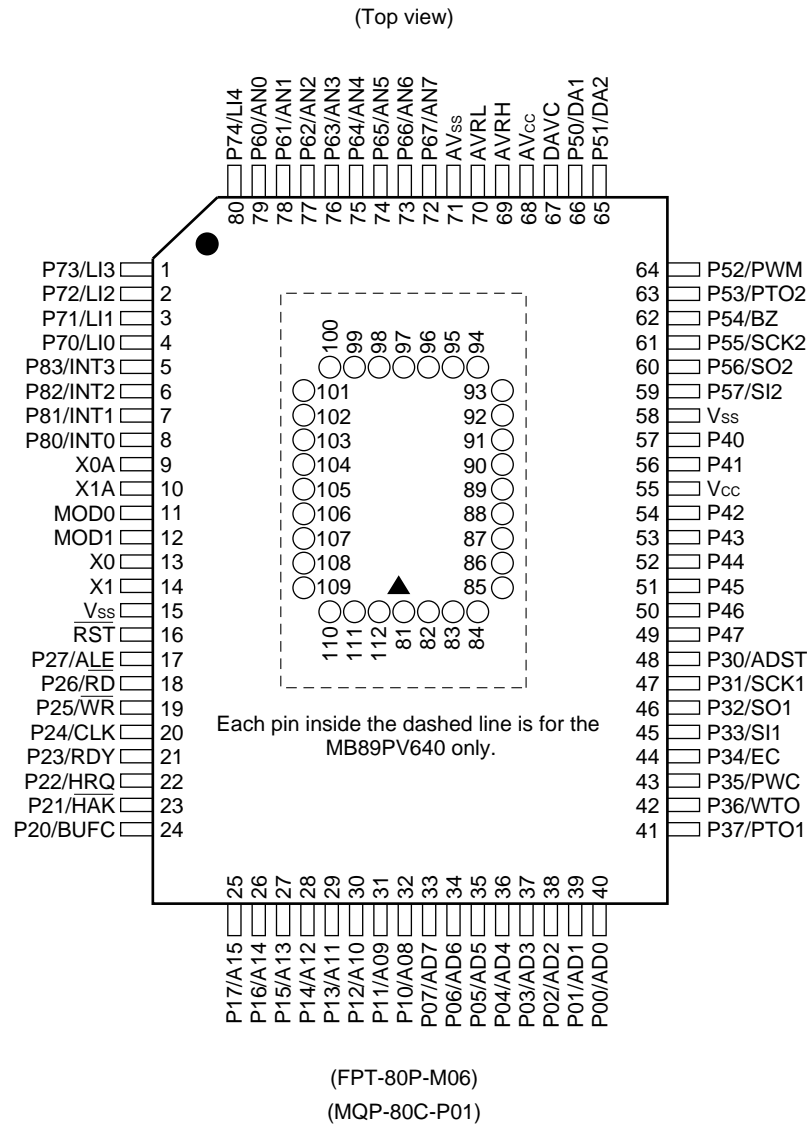 (Top view)
P74/LI4
P60/AN0
P61/AN1
P62/AN2
P63/AN3
P64/AN4
P65/AN5
P66/AN6
P67/AN7
AVss
AVRL
AVRH
AVcc
DAVC
P50/DA1
P51/DA2
80 79 78 77 76 75 74 73 72 71 70 69 68 67 66 65
P73/LI3 1
P72/LI2 2
P71/LI1 3
P70/LI0 4
P83/INT3 5
P82/INT2 6
P81/INT1 7
P80/INT0 8
X0A 9
X1A 10
MOD0 11
MOD1 12
X0 13
X1 14
Vss 15
R̅S̅T̅ 16
P27/ALE 17
P26/R̅D̅ 18
P25/W̅R̅ 19
P24/CLK 20
P23/RDY 21
P22/HRQ 22
P21/H̅A̅K̅ 23
P20/BUFC 24
100 99 98 97 96 95 94
101
102
103
104
105
106
107
108
109
93
92
91
90
89
88
87
86
85
110 111 112 81 82 83 84
Each pin inside the dashed line is for the
MB89PV640 only.
64 P52/PWM
63 P53/PTO2
62 P54/BZ
61 P55/SCK2
60 P56/SO2
59 P57/SI2
58 Vss
57 P40
56 P41
55 Vcc
54 P42
53 P43
52 P44
51 P45
50 P46
49 P47
48 P30/ADST
47 P31/SCK1
46 P32/SO1
45 P33/SI1
44 P34/EC
43 P35/PWC
42 P36/WTO
41 P37/PTO1
25 26 27 28 29 30 31 32 33 34 35 36 37 38 39 40
P17/A15
P16/A14
P15/A13
P14/A12
P13/A11
P12/A10
P11/A09
P10/A08
P07/AD7
P06/AD6
P05/AD5
P04/AD4
P03/AD3
P02/AD2
P01/AD1
P00/AD0
(FPT-80P-M06)
(MQP-80C-P01)